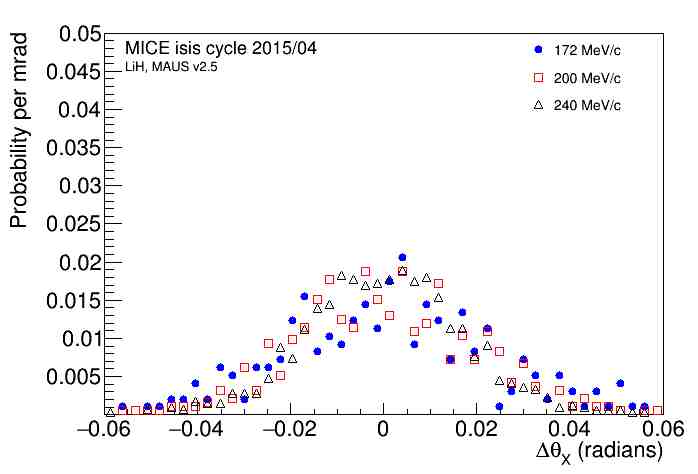 MICE isis cycle 2015/04
LiH, MAUS v2.5
172 MeV/c
200 MeV/c
240 MeV/c
Probability per mrad
0.05
0.045
0.04
0.035
0.03
0.025
0.02
0.015
0.01
0.005
−0.06 −0.04 −0.02 0 0.02 0.04 0.06
Δθ_X (radians)